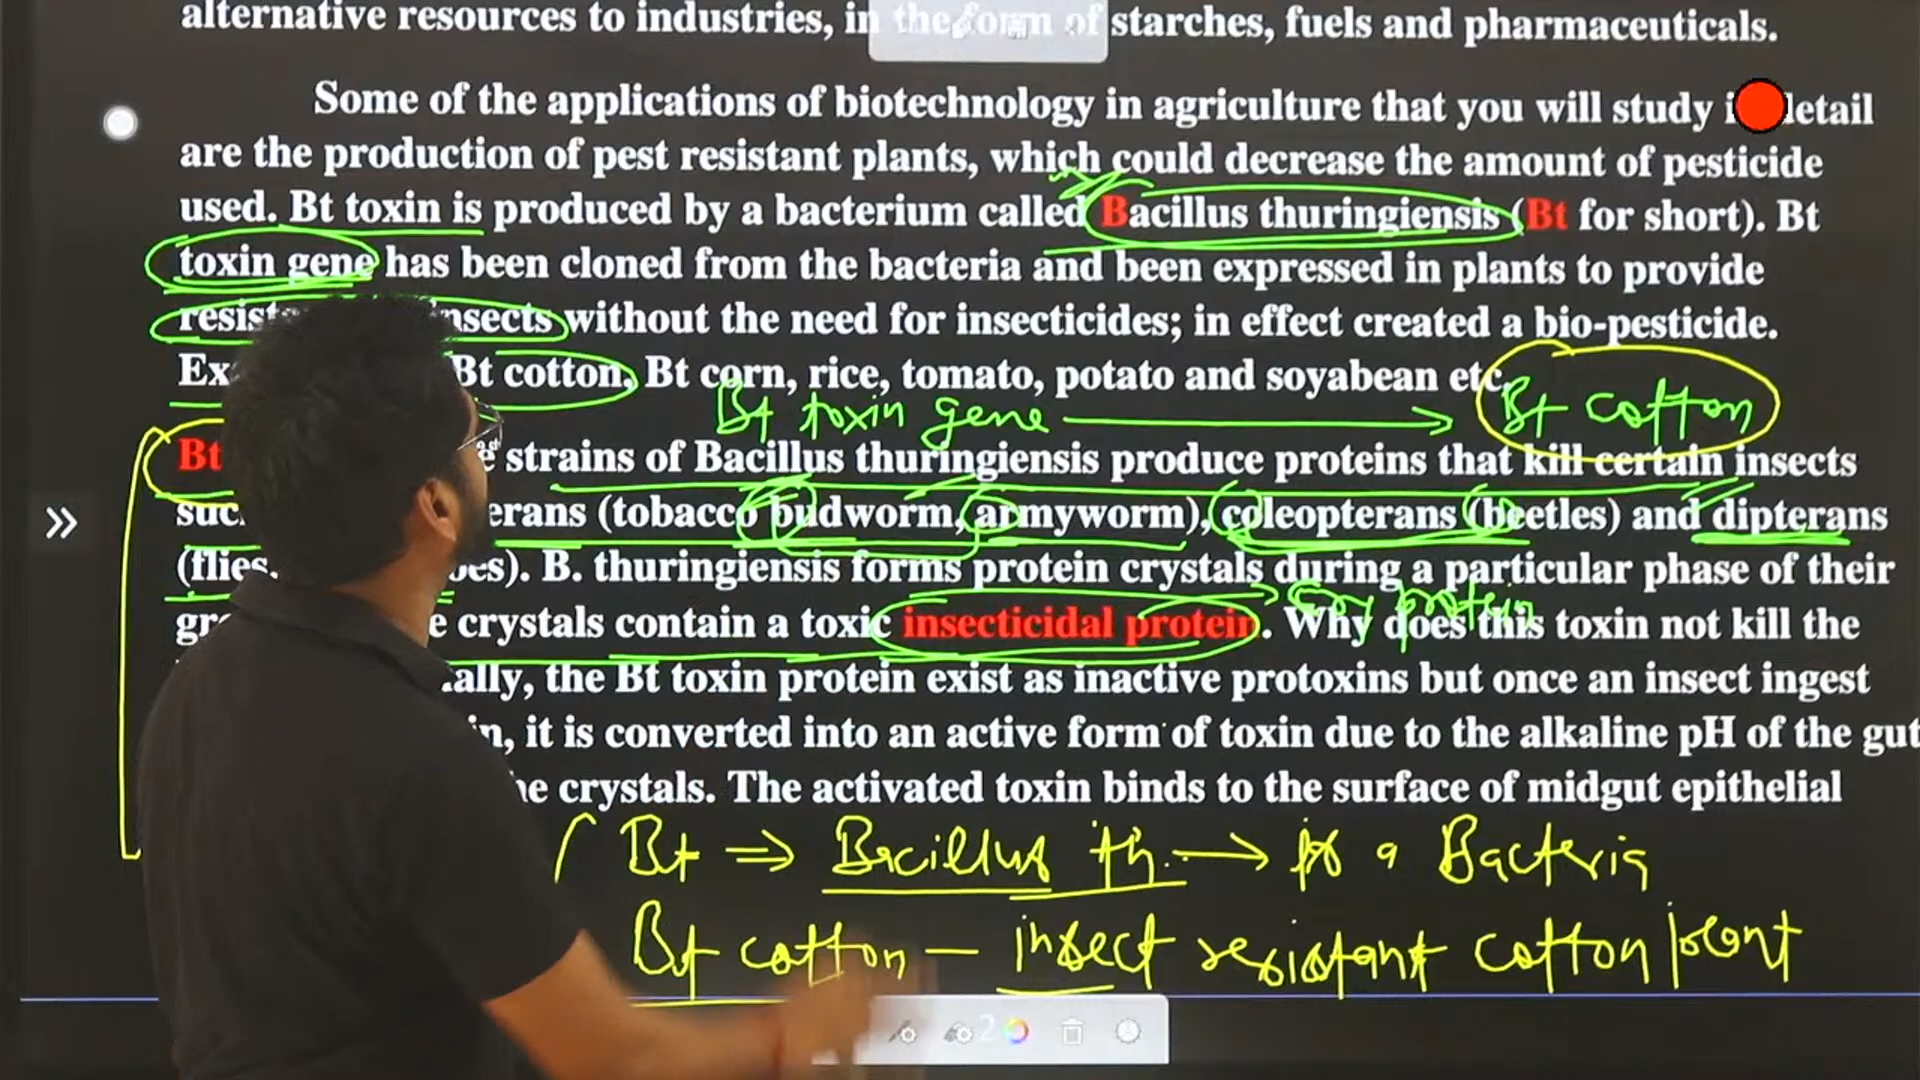 alternative resources to industries, in the form of starches, fuels and pharmaceuticals.
Some of the applications of biotechnology in agriculture that you will study detail
are the production of pest resistant plants, which could decrease the amount of pesticide
used. Bt toxin is produced by a bacterium called Bacillus thuringiensis (Bt for short). Bt
toxin gene has been cloned from the bacteria and been expressed in plants to provide
insects without the need for insecticides; in effect created a bio-pesticide.
Bt cotton, Bt corn, rice, tomato, potato and soyabean etc.
Bt toxin gene → Bt cotton
Bt strains of Bacillus thuringiensis produce proteins that kill certain insects
(tobacco budworm, armyworm), coleopterans (beetles) and dipterans
(flies, B. thuringiensis forms protein crystals during a particular phase of their
Cry protein
crystals contain a toxic insecticidal protein. Why does this toxin not kill the
the Bt toxin protein exist as inactive protoxins but once an insect ingest
it is converted into an active form of toxin due to the alkaline pH of the gut
crystals. The activated toxin binds to the surface of midgut epithelial
Bt ⇒ Bacillus th. → is a Bacteria
Bt cotton — insect resistant cotton plant
2